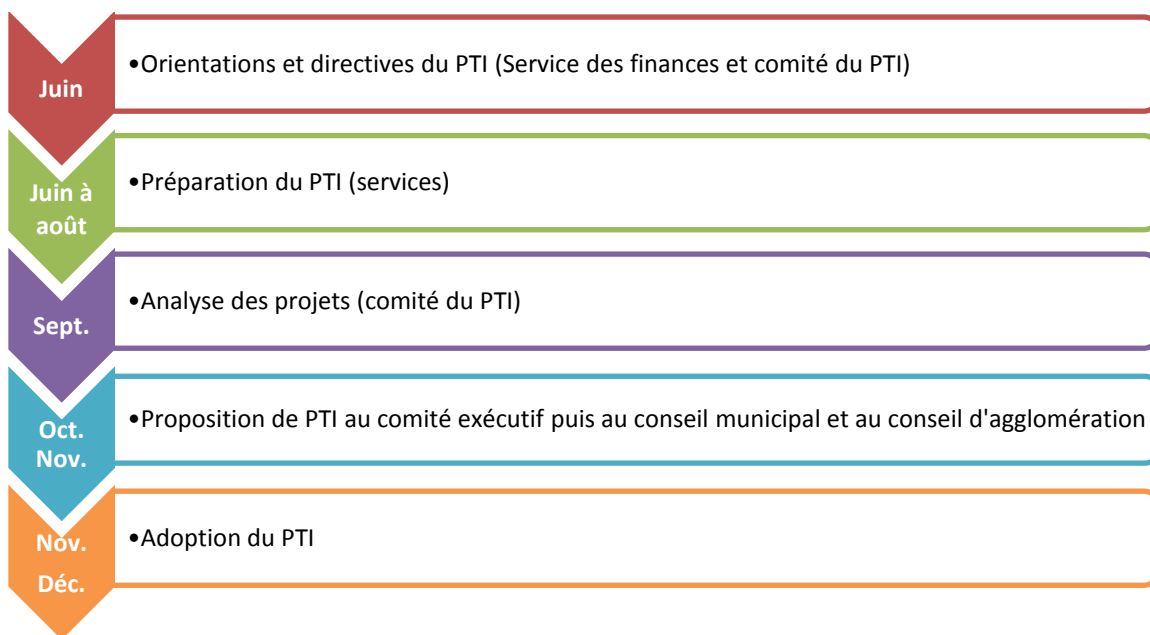 Juin
•Orientations et directives du PTI (Service des finances et comité du PTI)
Juin à
août
•Préparation du PTI (services)
Sept.
•Analyse des projets (comité du PTI)
Oct.
Nov.
•Proposition de PTI au comité exécutif puis au conseil municipal et au conseil d'agglomération
Nov.
Déc.
•Adoption du PTI